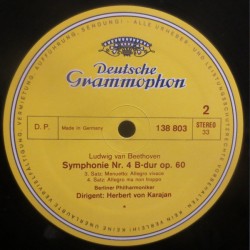 Deutsche
Grammophon
D. P.
Made in Germany
138 803
2
STEREO
33
Ludwig van Beethoven
Symphonie Nr. 4 B-dur op. 60
3. Satz: Menuetto: Allegro vivace
4. Satz: Allegro ma non troppo
Berliner Philharmoniker
Dirigent: Herbert von Karajan